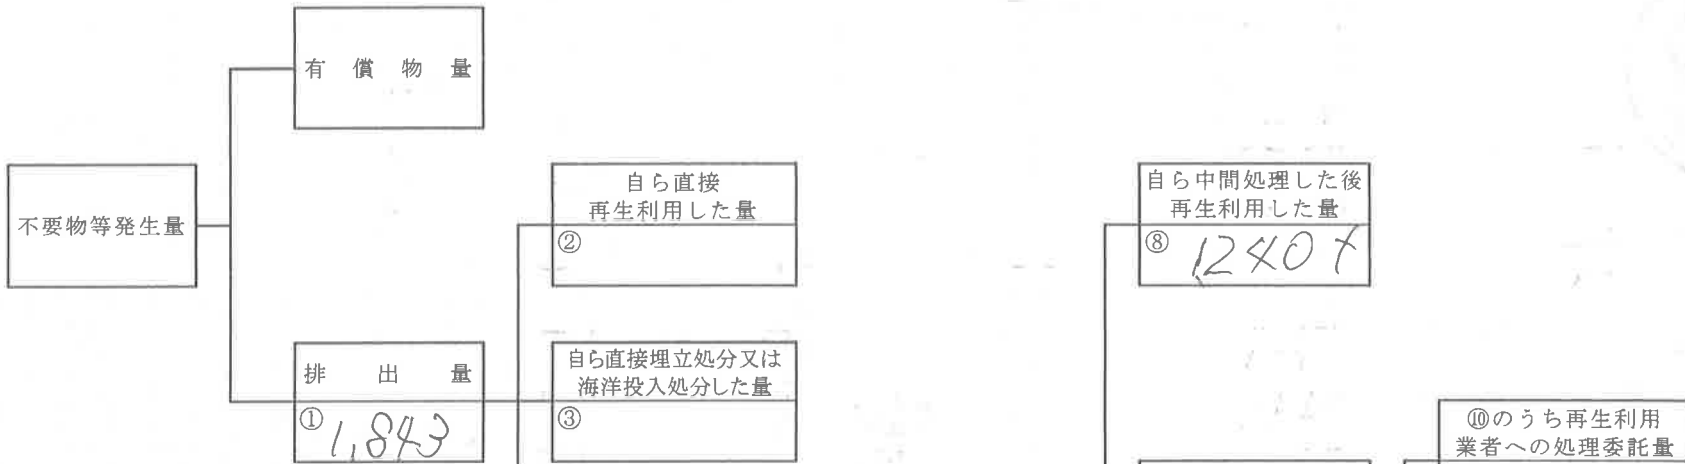 有償物量
不要物等発生量
自ら直接
再生利用した量
②
自ら中間処理した後
再生利用した量
⑧ 1,240 t
排出量
① 1,843
自ら直接埋立処分又は
海洋投入処分した量
③
⑩のうち再生利用
業者への処理委託量